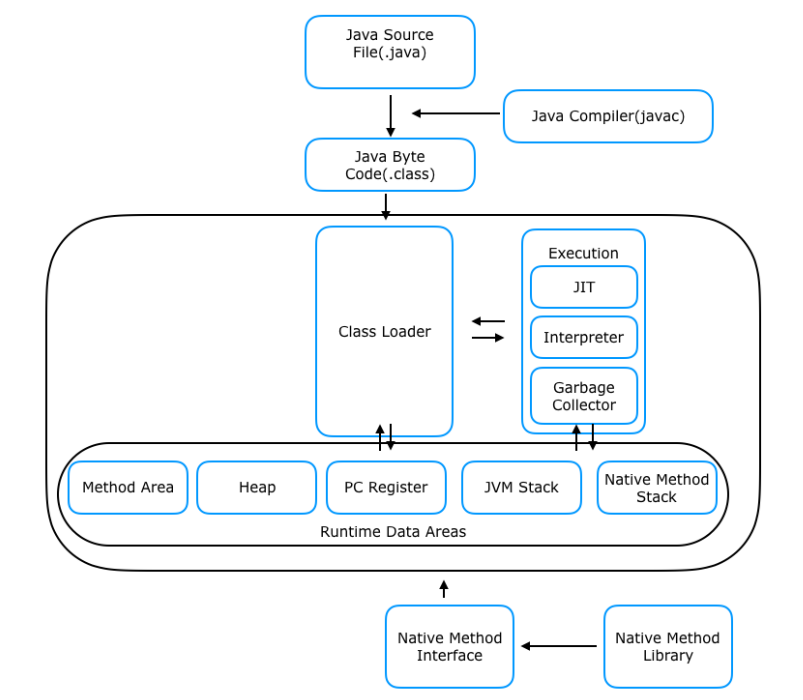 Java Source
File(.java)
Java Compiler(javac)
Java Byte
Code(.class)
Class Loader
Execution
JIT
Interpreter
Garbage
Collector
Method Area
Heap
PC Register
JVM Stack
Native Method
Stack
Runtime Data Areas
Native Method
Interface
Native Method
Library